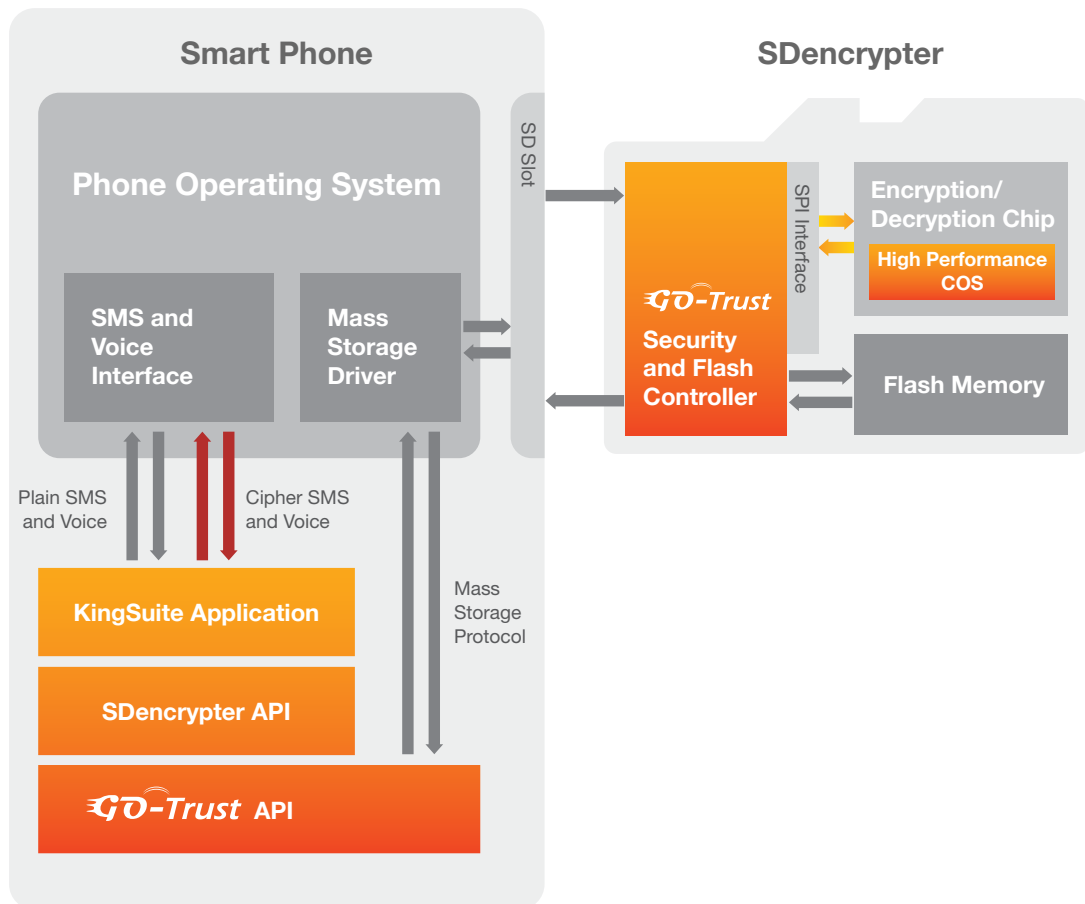 Smart Phone
SDencrypter
Phone Operating System
SD Slot
SPI Interface
Encryption/
Decryption Chip
High Performance
COS
GO-Trust
Security
and Flash
Controller
Flash Memory
SMS and
Voice
Interface
Mass
Storage
Driver
Plain SMS
and Voice
Cipher SMS
and Voice
Mass
Storage
Protocol
KingSuite Application
SDencrypter API
GO-Trust API